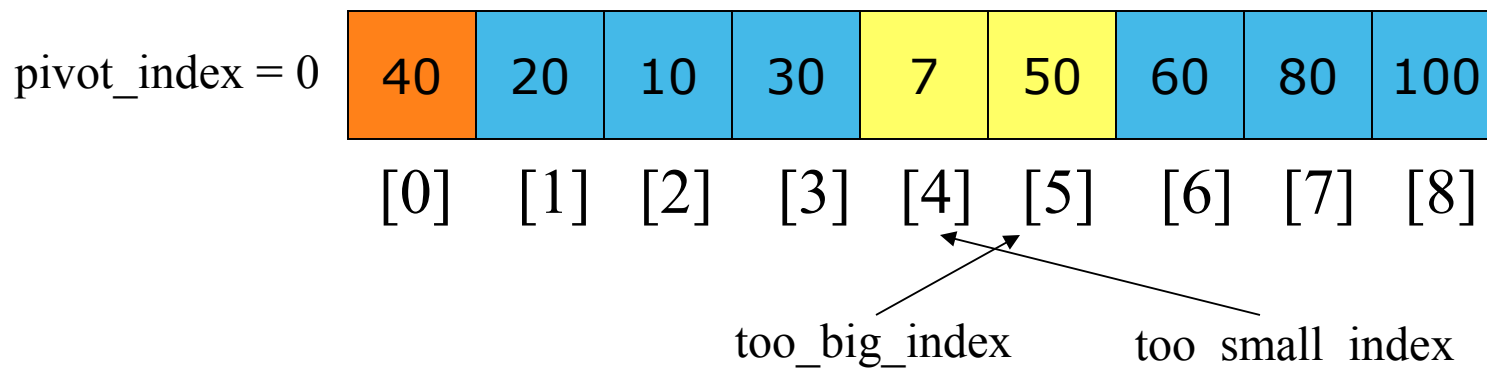 pivot_index = 0 40 20 10 30 7 50 60 80 100
[0] [1] [2] [3] [4] [5] [6] [7] [8]
too_big_index too_small_index